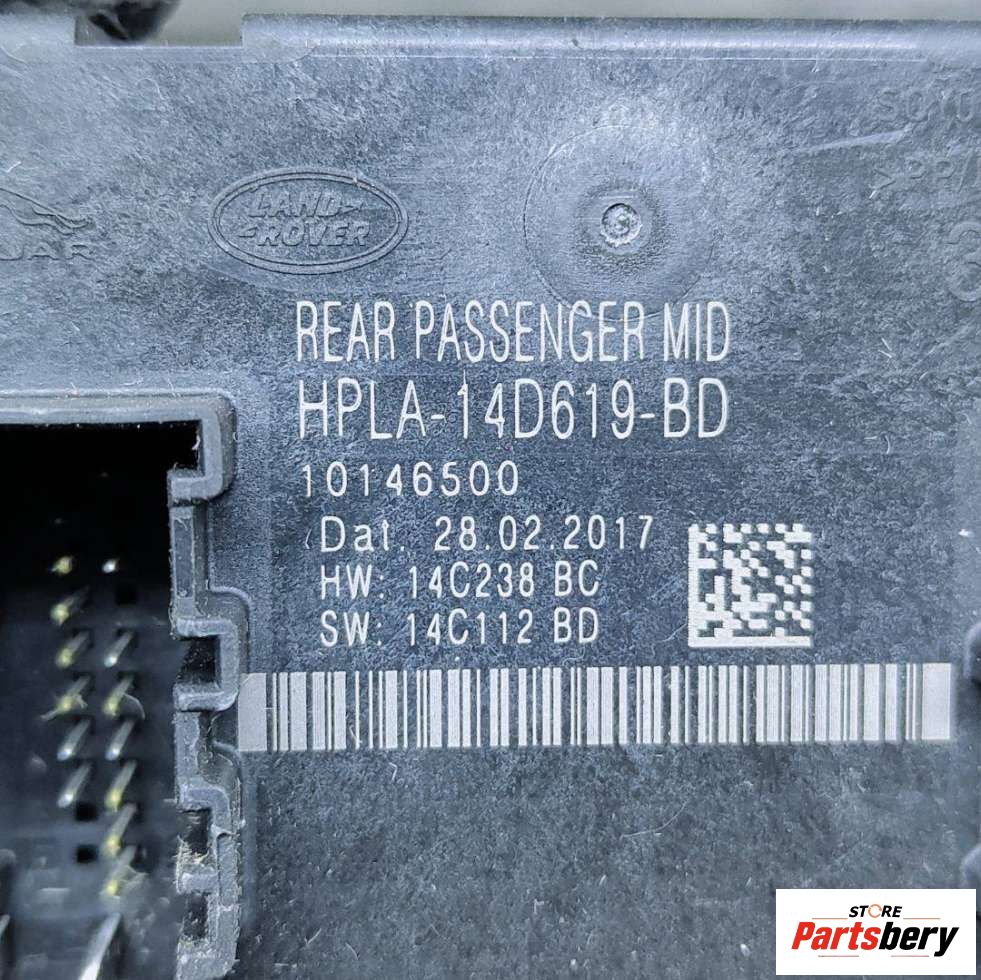 LAND-
-ROVER
REAR PASSENGER MID
HPLA-14D619-BD
10146500
Dat. 28.02.2017
HW: 14C238 BC
SW: 14C112 BD
STORE
Partsbery